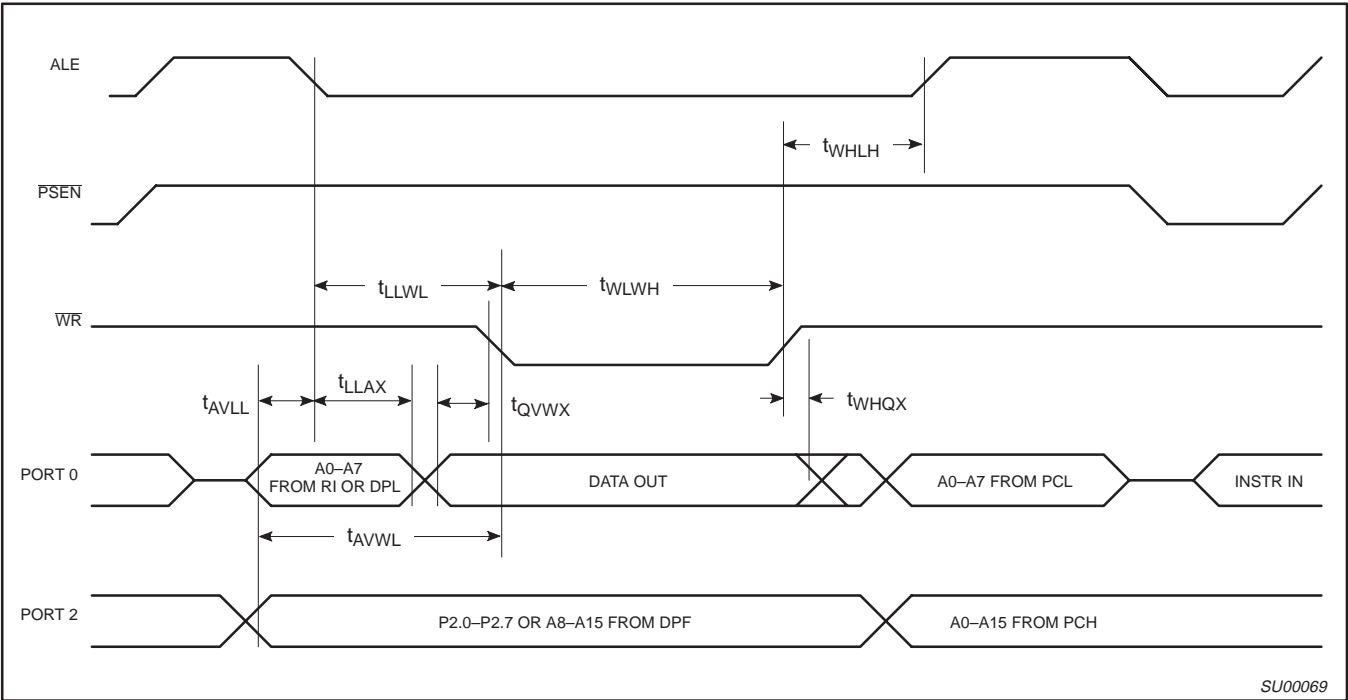 ALE
tWHLH
PSEN
tLLWL
tWLWH
WR
tLLAX
tAVLL
tQVWX
tWHQX
PORT 0
A0–A7
FROM RI OR DPL
DATA OUT
A0–A7 FROM PCL
INSTR IN
tAVWL
PORT 2
P2.0–P2.7 OR A8–A15 FROM DPF
A0–A15 FROM PCH
SU00069